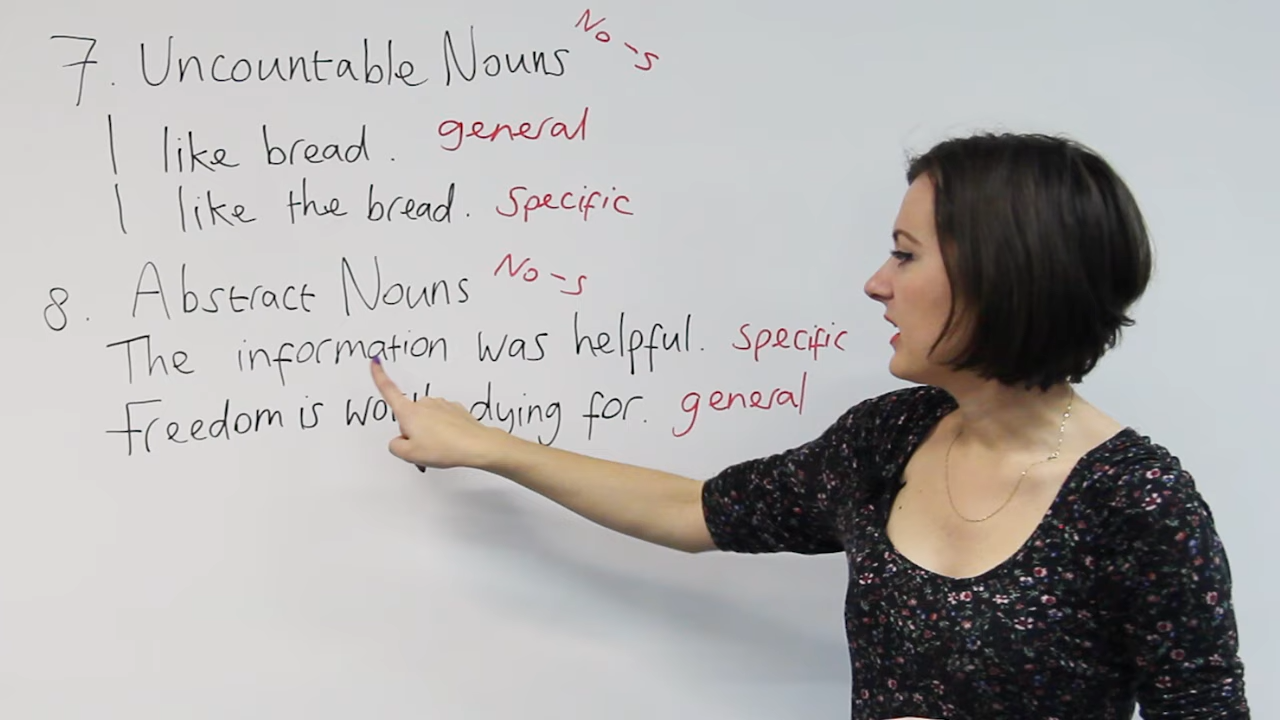 7. Uncountable Nouns No -s
I like bread. general
I like the bread. specific
8. Abstract Nouns No -s
The information was helpful. specific
Freedom is dying for. general